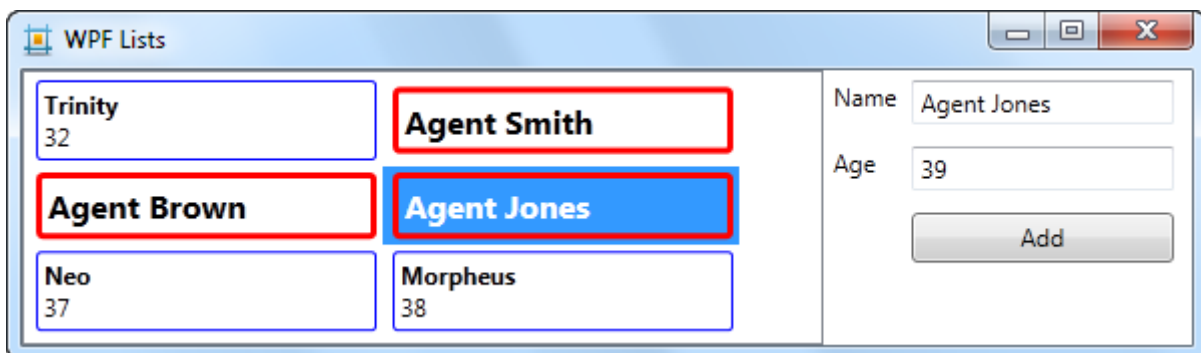 WPF Lists
Trinity
32
Agent Smith
Agent Brown
Agent Jones
Neo
37
Morpheus
38
Name Agent Jones
Age 39
Add